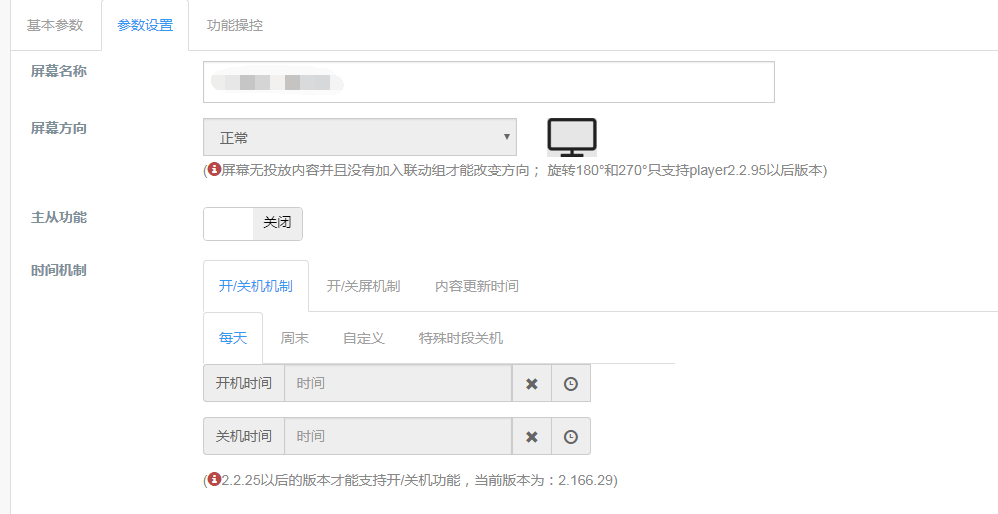 基本参数 参数设置 功能操控
屏幕名称
屏幕方向 正常
(屏幕无投放内容并且没有加入联动组才能改变方向； 旋转180°和270°只支持player2.2.95以后版本)
主从功能 关闭
时间机制 开/关机机制 开/关屏机制 内容更新时间
每天 周末 自定义 特殊时段关机
开机时间 时间
关机时间 时间
(2.2.25以后的版本才能支持开/关机功能，当前版本为：2.166.29)